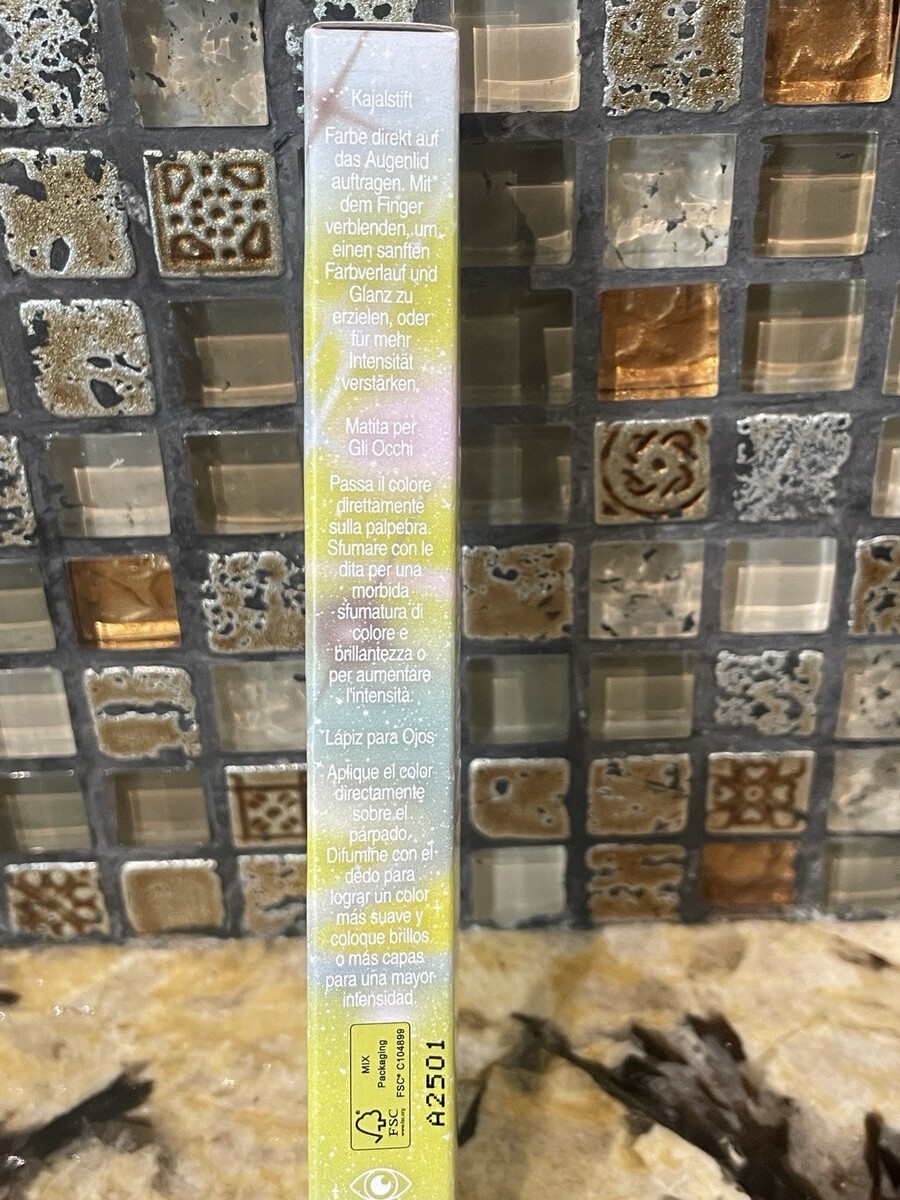 Kajalstift
Farbe direkt auf
das Augenlid
auftragen. Mit
dem Finger
verblenden, um
einen sanften
Farbverlauf und
Glanz zu
erzielen, oder
für mehr
Intensität
verstärken.
Matita per
Gli Occhi
Passa il colore
direttamente
sulla palpebra.
Sfumare con le
dita per una
morbida
sfumatura di
colore e
brillantezza o
per aumentare
l'intensità.
Lápiz para Ojos
Aplique el color
directamente
sobre el
párpado.
Difumine con el
dedo para
lograr un color
más suave y
coloque brillos
o más capas
para una mayor
intensidad.
MIX
Packaging
FSC® C104899
FSC
www.fsc.org
A2501